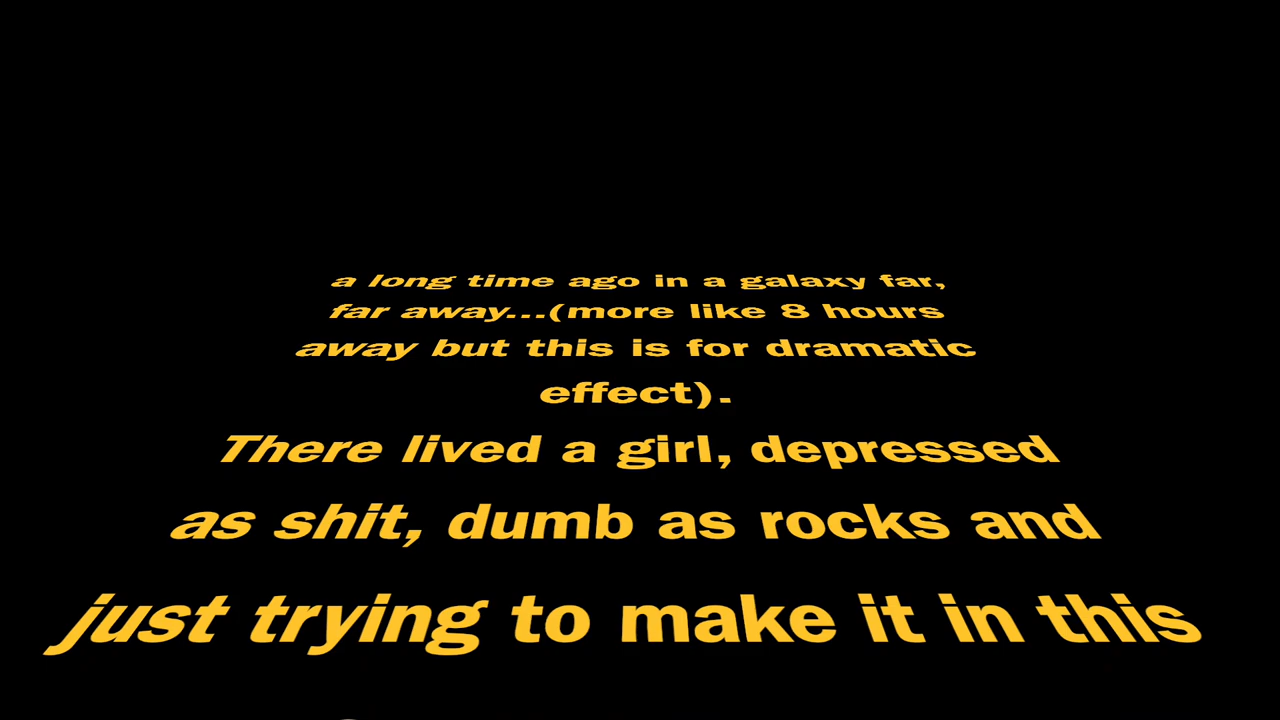 a long time ago in a galaxy far,
far away...(more like 8 hours
away but this is for dramatic
effect).
There lived a girl, depressed
as shit, dumb as rocks and
just trying to make it in this